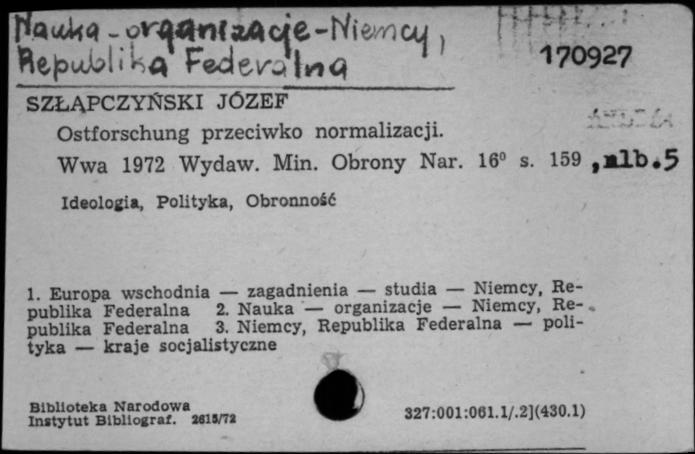 Nauka - organizacje - Niemcy,
Republika Federalna
170927
SZŁAPCZYŃSKI JÓZEF
Ostforschung przeciwko normalizacji.
Wwa 1972 Wydaw. Min. Obrony Nar. 16⁰ s. 159 , nlb. 5
Ideologia, Polityka, Obronność
1. Europa wschodnia — zagadnienia — studia — Niemcy, Re-
publika Federalna 2. Nauka — organizacje — Niemcy, Re-
publika Federalna 3. Niemcy, Republika Federalna — poli-
tyka — kraje socjalistyczne
Biblioteka Narodowa
Instytut Bibliograf. 2615/72
327:001:061.1/.2](430.1)